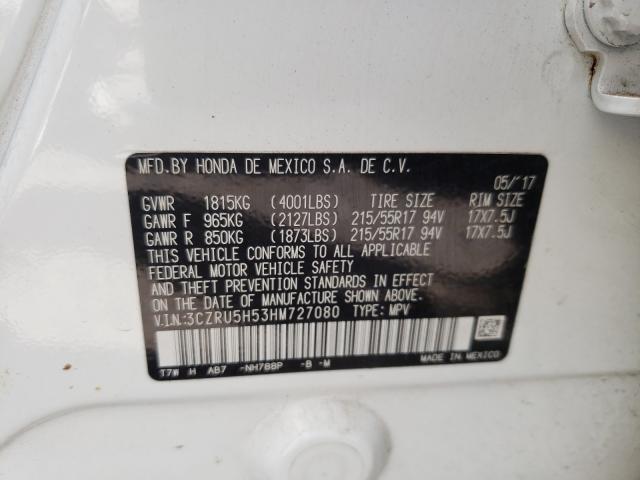 MFD.BY HONDA DE MEXICO S.A. DE C.V. 05/'17
GVWR 1815KG (4001LBS) TIRE SIZE RIM SIZE
GAWR F 965KG (2127LBS) 215/55R17 94V 17X7.5J
GAWR R 850KG (1873LBS) 215/55R17 94V 17X7.5J
THIS VEHICLE CONFORMS TO ALL APPLICABLE
FEDERAL MOTOR VEHICLE SAFETY
AND THEFT PREVENTION STANDARDS IN EFFECT
ON THE DATE OF MANUFACTURE SHOWN ABOVE.
V.I.N.:3CZRU5H53HM727080 TYPE: MPV
T7W H AB7 -NH788P -B -M MADE IN MEXICO